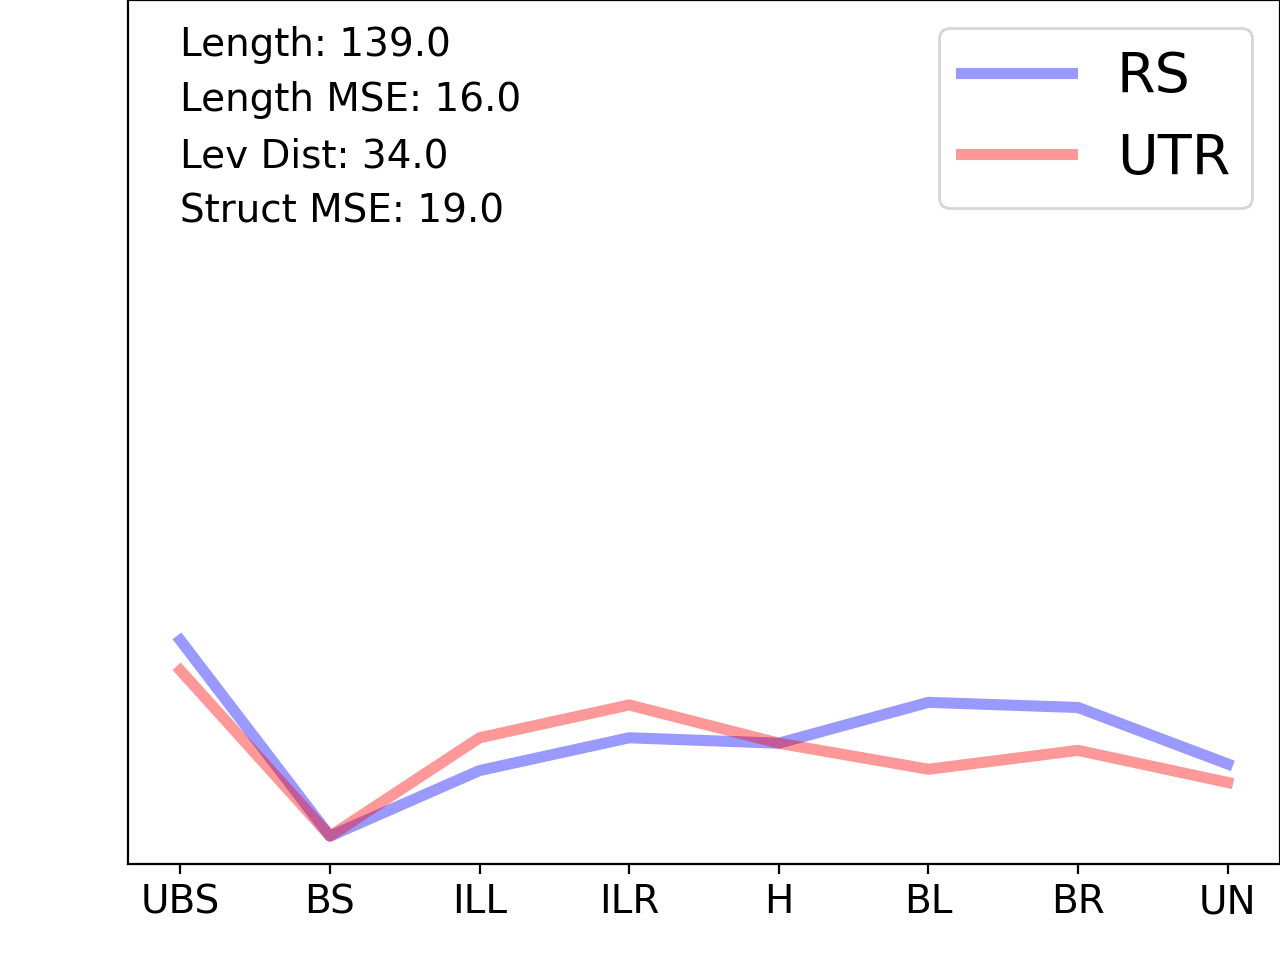 Length: 139.0
Length MSE: 16.0
Lev Dist: 34.0
Struct MSE: 19.0
RS
UTR
UBS BS ILL ILR H BL BR UN